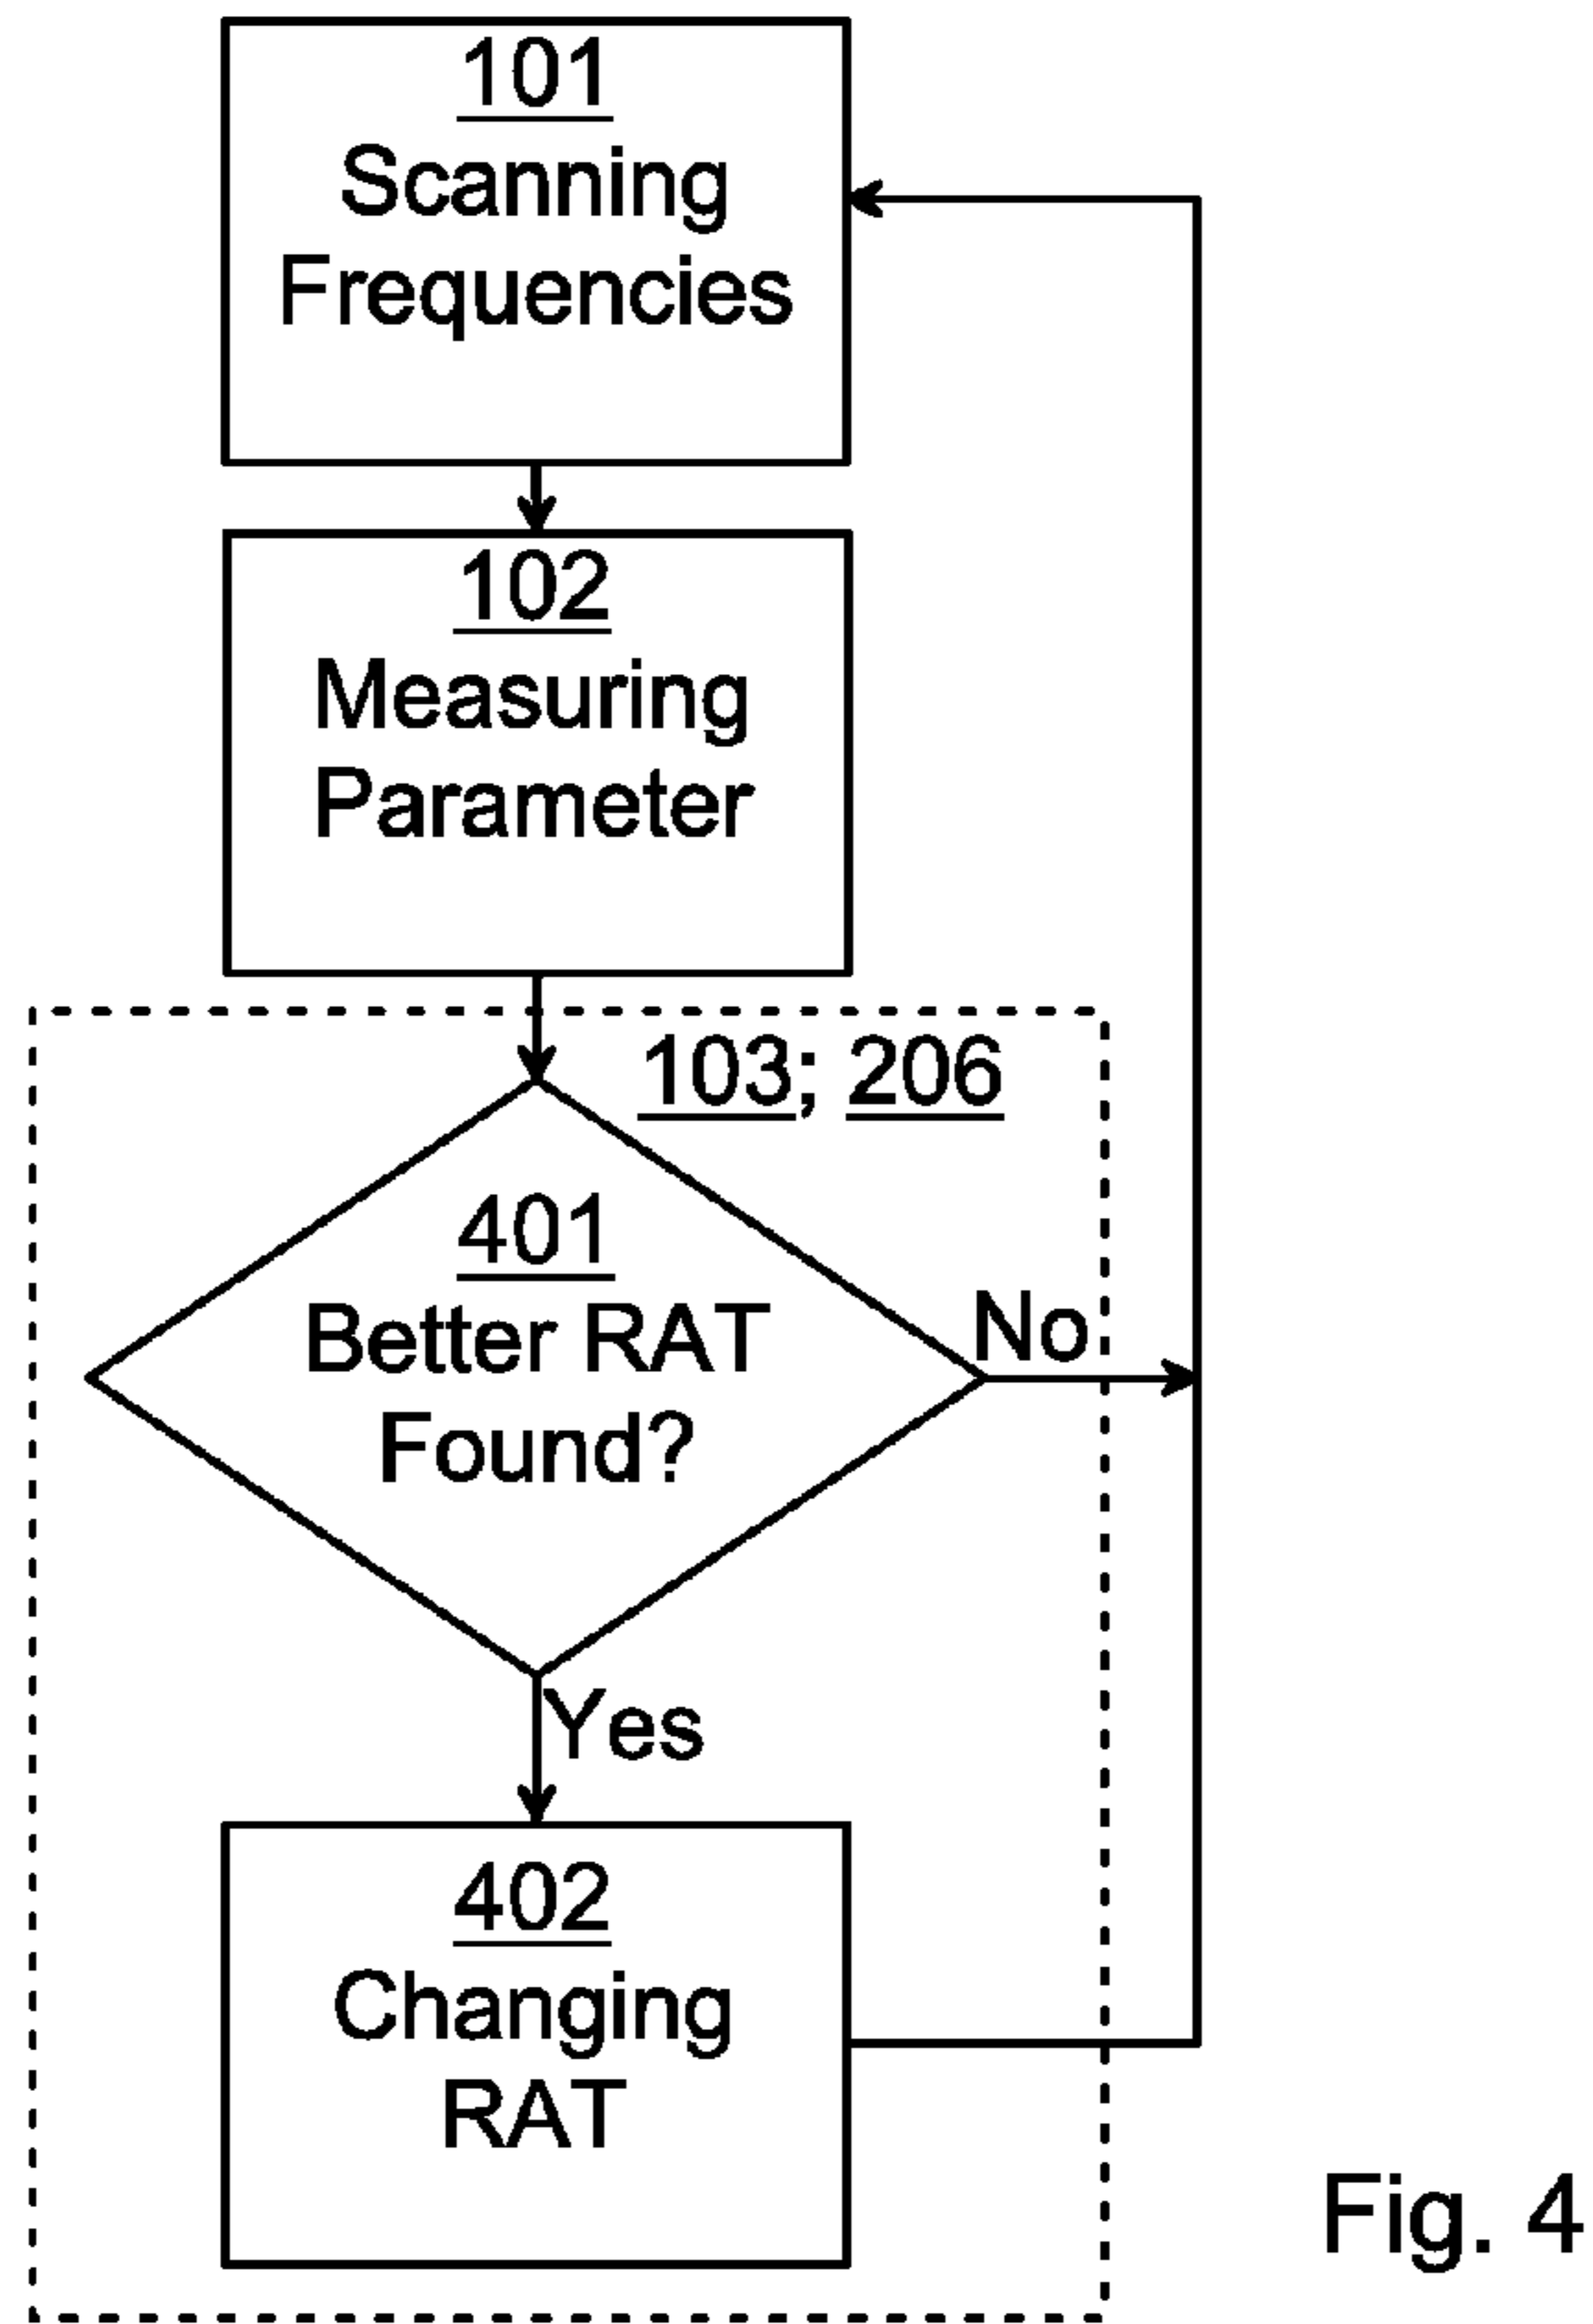 101
Scanning
Frequencies
102
Measuring
Parameter
103; 206
401
Better RAT
Found?
No
Yes
402
Changing
RAT
Fig. 4